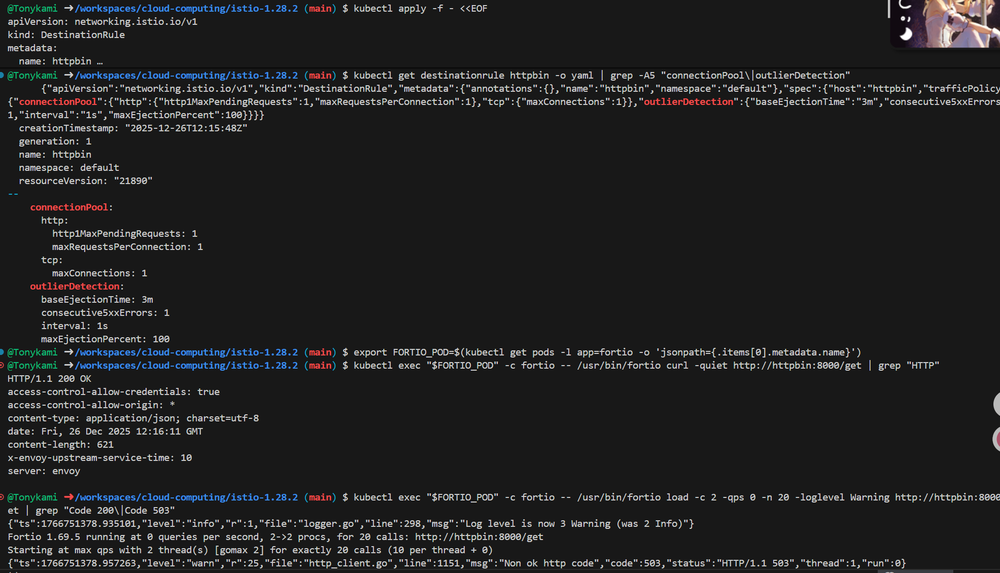 @Tonykami ➜/workspaces/cloud-computing/istio-1.28.2 (main) $ kubectl apply -f - <<EOF
apiVersion: networking.istio.io/v1
kind: DestinationRule
metadata:
  name: httpbin …
@Tonykami ➜/workspaces/cloud-computing/istio-1.28.2 (main) $ kubectl get destinationrule httpbin -o yaml | grep -A5 "connectionPool\|outlierDetection"
      {"apiVersion":"networking.istio.io/v1","kind":"DestinationRule","metadata":{"annotations":{},"name":"httpbin","namespace":"default"},"spec":{"host":"httpbin","trafficPolicy
{"connectionPool":{"http":{"http1MaxPendingRequests":1,"maxRequestsPerConnection":1},"tcp":{"maxConnections":1}},"outlierDetection":{"baseEjectionTime":"3m","consecutive5xxErrors
1,"interval":"1s","maxEjectionPercent":100}}}}
  creationTimestamp: "2025-12-26T12:15:48Z"
  generation: 1
  name: httpbin
  namespace: default
  resourceVersion: "21890"
--
    connectionPool:
      http:
        http1MaxPendingRequests: 1
        maxRequestsPerConnection: 1
      tcp:
        maxConnections: 1
    outlierDetection:
      baseEjectionTime: 3m
      consecutive5xxErrors: 1
      interval: 1s
      maxEjectionPercent: 100
@Tonykami ➜/workspaces/cloud-computing/istio-1.28.2 (main) $ export FORTIO_POD=$(kubectl get pods -l app=fortio -o 'jsonpath={.items[0].metadata.name}')
@Tonykami ➜/workspaces/cloud-computing/istio-1.28.2 (main) $ kubectl exec "$FORTIO_POD" -c fortio -- /usr/bin/fortio curl -quiet http://httpbin:8000/get | grep "HTTP"
HTTP/1.1 200 OK
access-control-allow-credentials: true
access-control-allow-origin: *
content-type: application/json; charset=utf-8
date: Fri, 26 Dec 2025 12:16:11 GMT
content-length: 621
x-envoy-upstream-service-time: 10
server: envoy
@Tonykami ➜/workspaces/cloud-computing/istio-1.28.2 (main) $ kubectl exec "$FORTIO_POD" -c fortio -- /usr/bin/fortio load -c 2 -qps 0 -n 20 -loglevel Warning http://httpbin:8000
et | grep "Code 200\|Code 503"
{"ts":1766751378.935101,"level":"info","r":1,"file":"logger.go","line":298,"msg":"Log level is now 3 Warning (was 2 Info)"}
Fortio 1.69.5 running at 0 queries per second, 2->2 procs, for 20 calls: http://httpbin:8000/get
Starting at max qps with 2 thread(s) [gomax 2] for exactly 20 calls (10 per thread + 0)
{"ts":1766751378.957263,"level":"warn","r":25,"file":"http_client.go","line":1151,"msg":"Non ok http code","code":503,"status":"HTTP/1.1 503","thread":1,"run":0}